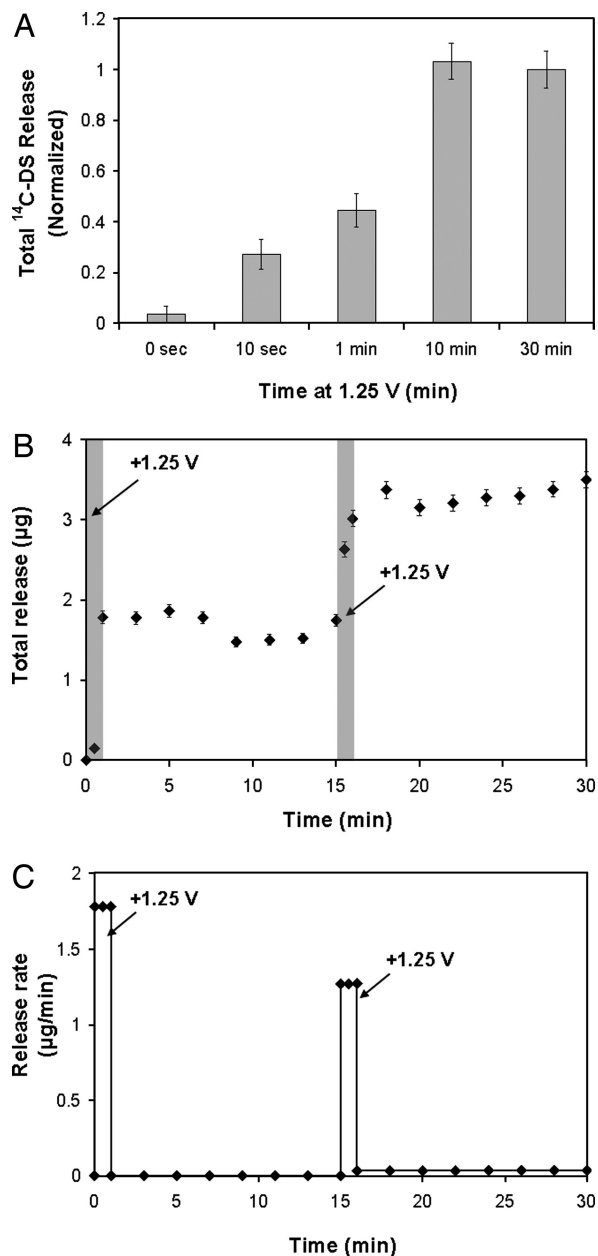 A
Total ¹⁴C-DS Release
(Normalized)
1.2
1
0.8
0.6
0.4
0.2
0
0 sec 10 sec 1 min 10 min 30 min
Time at 1.25 V (min)
B
Total release (µg)
4
3
2
1
0
+1.25 V
+1.25 V
0 5 10 15 20 25 30
Time (min)
C
Release rate
(µg/min)
2
1.5
1
0.5
0
+1.25 V
+1.25 V
0 5 10 15 20 25 30
Time (min)